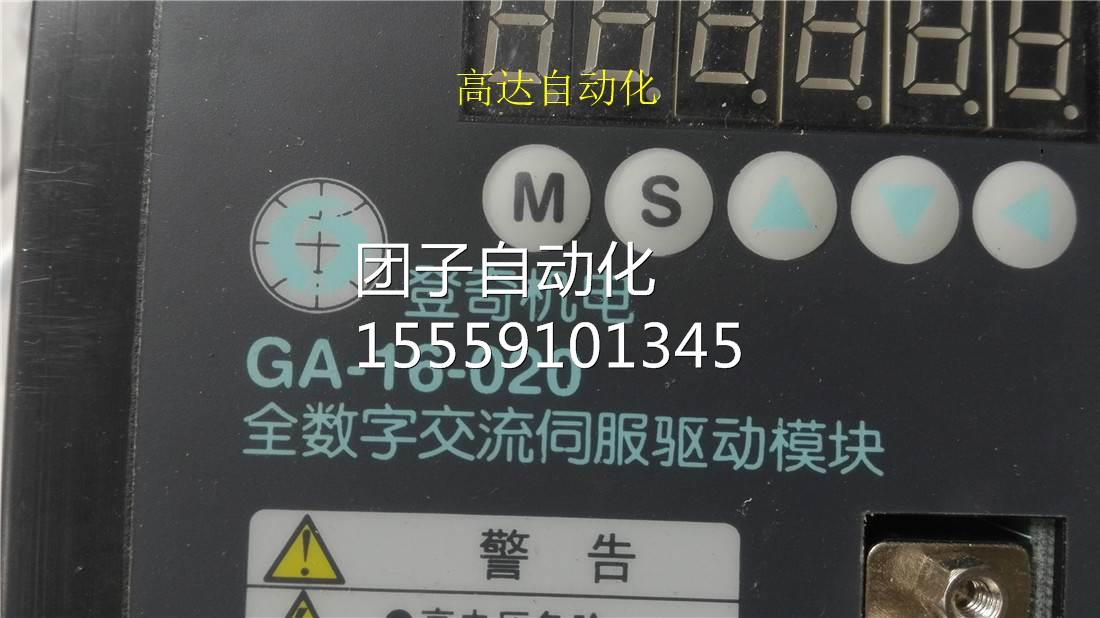 高达自动化
M S
团子自动化
登奇机电
15559101345
GA-16-020
全数字交流伺服驱动模块
警 告